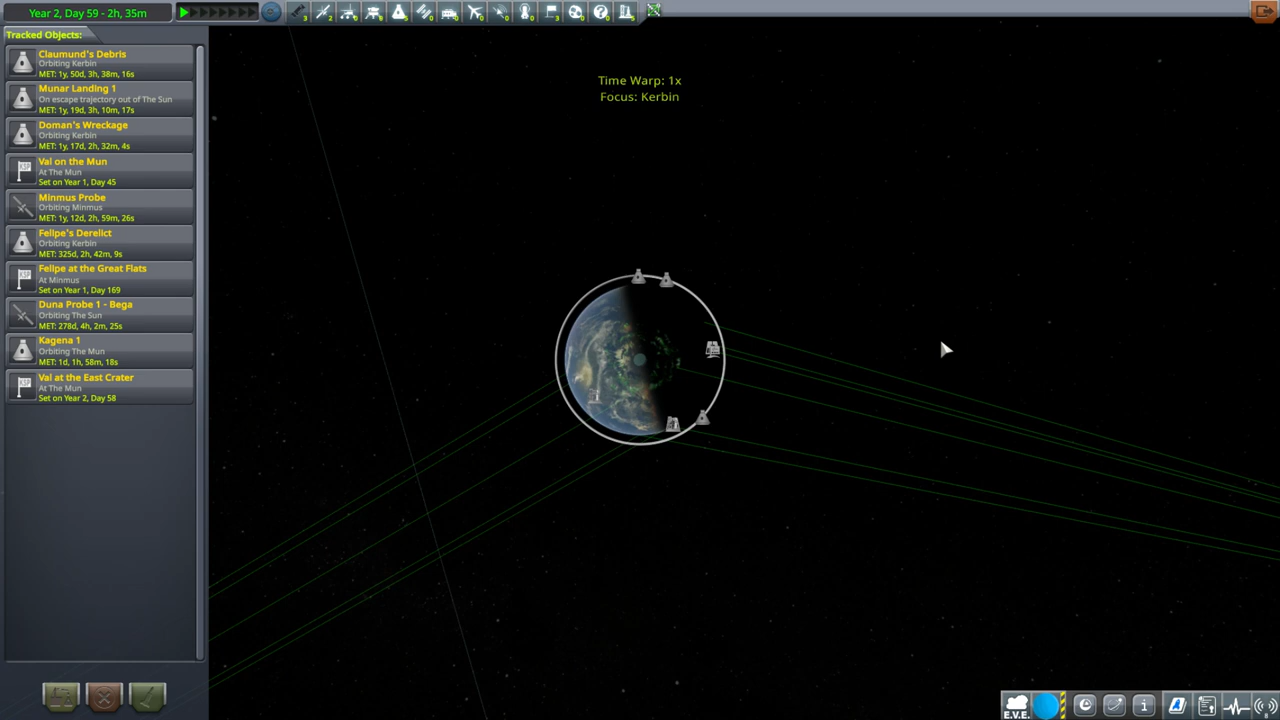 Year 2, Day 59 - 2h, 35m
Tracked Objects:
Claumund's Debris
Orbiting Kerbin
MET: 1y, 50d, 3h, 38m, 16s
Munar Landing 1
On escape trajectory out of The Sun
MET: 1y, 19d, 3h, 10m, 17s
Doman's Wreckage
Orbiting Kerbin
MET: 1y, 17d, 2h, 32m, 4s
Val on the Mun
At The Mun
Set on Year 1, Day 45
Minmus Probe
Orbiting Minmus
MET: 1y, 12d, 2h, 59m, 26s
Felipe's Derelict
Orbiting Kerbin
MET: 325d, 2h, 42m, 9s
Felipe at the Great Flats
At Minmus
Set on Year 1, Day 169
Duna Probe 1 - Bega
Orbiting The Sun
MET: 278d, 4h, 2m, 25s
Kagena 1
Orbiting The Mun
MET: 1d, 1h, 58m, 18s
Val at the East Crater
At The Mun
Set on Year 2, Day 58
Time Warp: 1x
Focus: Kerbin
E.V.E.